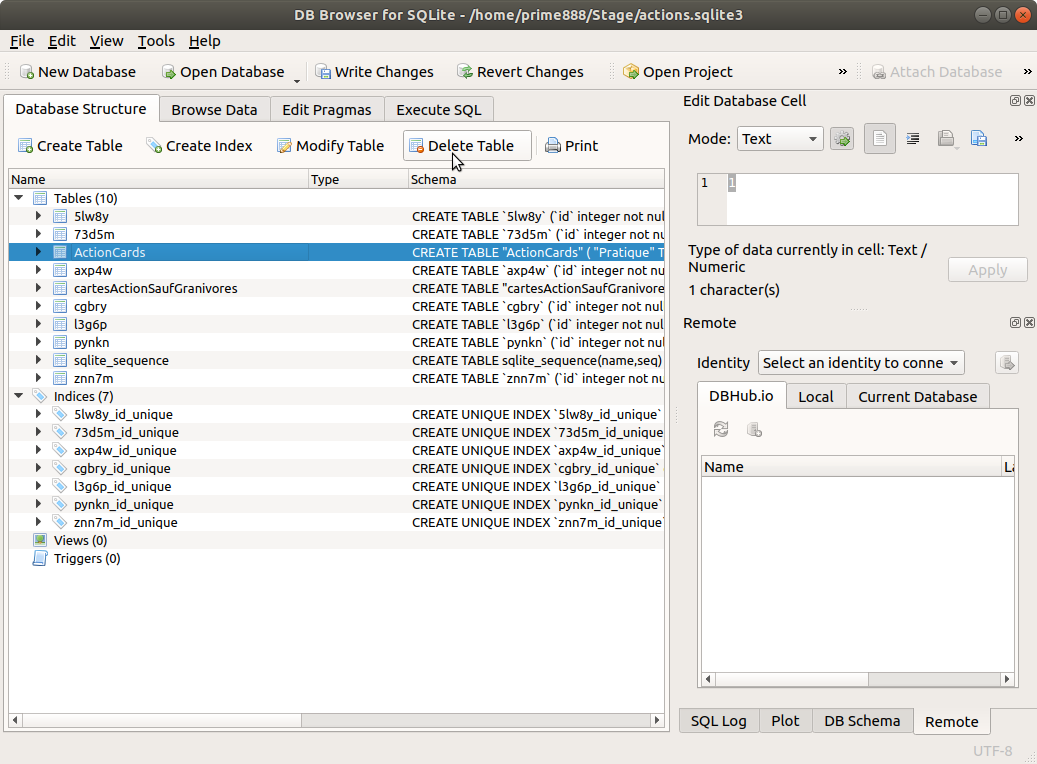 DB Browser for SQLite - /home/prime888/Stage/actions.sqlite3
File Edit View Tools Help
New Database Open Database Write Changes Revert Changes Open Project » Attach Database »
Database Structure Browse Data Edit Pragmas Execute SQL
Create Table Create Index Modify Table Delete Table Print
Name Type Schema
Tables (10)
5lw8y CREATE TABLE `5lw8y` (`id` integer not nul
73d5m CREATE TABLE `73d5m` (`id` integer not nu
ActionCards CREATE TABLE "ActionCards" ( "Pratique" T
axp4w CREATE TABLE `axp4w` (`id` integer not nu
cartesActionSaufGranivores CREATE TABLE "cartesActionSaufGranivore
cgbry CREATE TABLE `cgbry` (`id` integer not nul
l3g6p CREATE TABLE `l3g6p` (`id` integer not null
pynkn CREATE TABLE `pynkn` (`id` integer not nul
sqlite_sequence CREATE TABLE sqlite_sequence(name,seq)
znn7m CREATE TABLE `znn7m` (`id` integer not nu
Indices (7)
5lw8y_id_unique CREATE UNIQUE INDEX `5lw8y_id_unique`
73d5m_id_unique CREATE UNIQUE INDEX `73d5m_id_unique
axp4w_id_unique CREATE UNIQUE INDEX `axp4w_id_unique`
cgbry_id_unique CREATE UNIQUE INDEX `cgbry_id_unique`
l3g6p_id_unique CREATE UNIQUE INDEX `l3g6p_id_unique`
pynkn_id_unique CREATE UNIQUE INDEX `pynkn_id_unique`
znn7m_id_unique CREATE UNIQUE INDEX `znn7m_id_unique`
Views (0)
Triggers (0)
Edit Database Cell
Mode: Text »
1 1
Type of data currently in cell: Text /
Numeric
1 character(s)
Apply
Remote
Identity Select an identity to conne
DBHub.io Local Current Database
Name La
SQL Log Plot DB Schema Remote
UTF-8